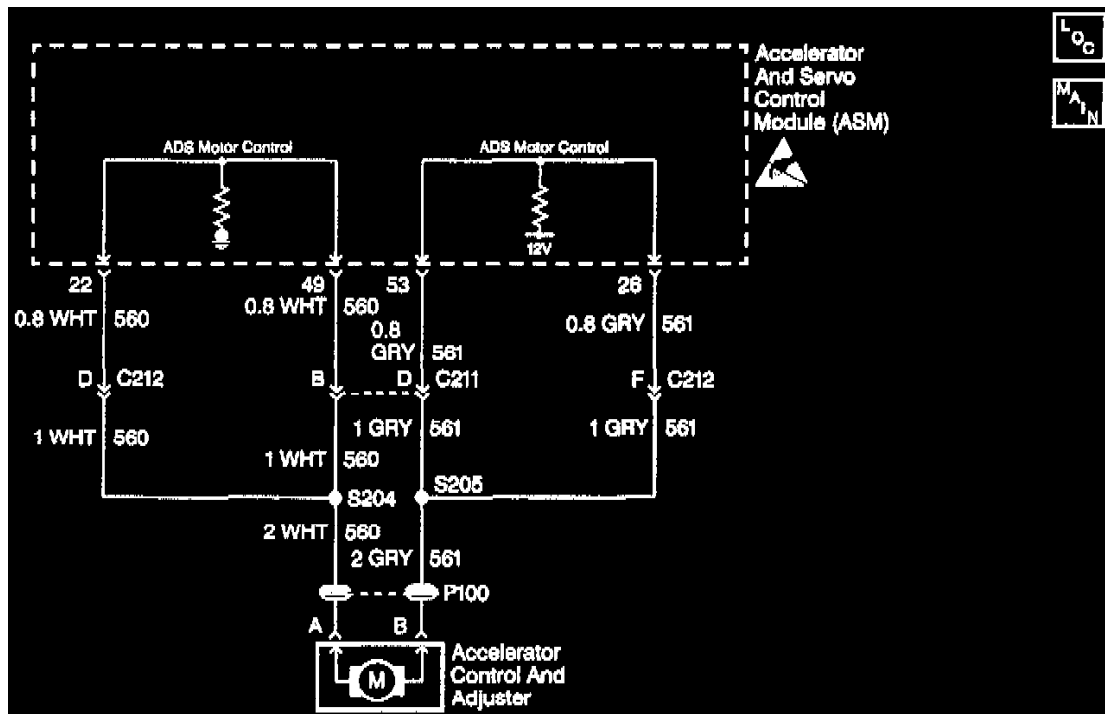 LOC
Accelerator
And Servo
Control
Module (ASM)
MAIN
ADS Motor Control
ADS Motor Control
12V
22
49
53
26
0.8 WHT 560
0.8 WHT 560
0.8
GRY 561
0.8 GRY 561
D C212
B
D C211
F C212
1 WHT 560
1 GRY 561
1 GRY 561
1 WHT 560
S204
S205
2 WHT 560
2 GRY 561
P100
A
B
M
Accelerator
Control And
Adjuster